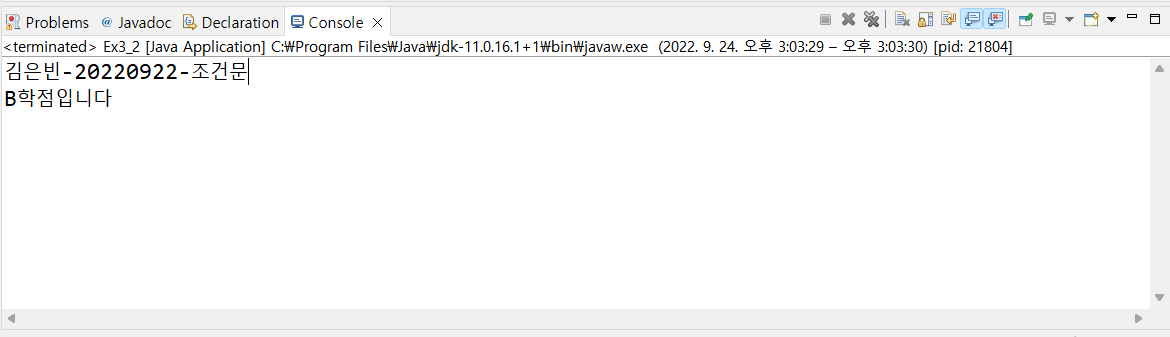 Problems @ Javadoc Declaration Console
<terminated> Ex3_2 [Java Application] C:₩Program Files₩Java₩jdk-11.0.16.1+1₩bin₩javaw.exe (2022. 9. 24. 오후 3:03:29 – 오후 3:03:30) [pid: 21804]
김은빈-20220922-조건문
B학점입니다